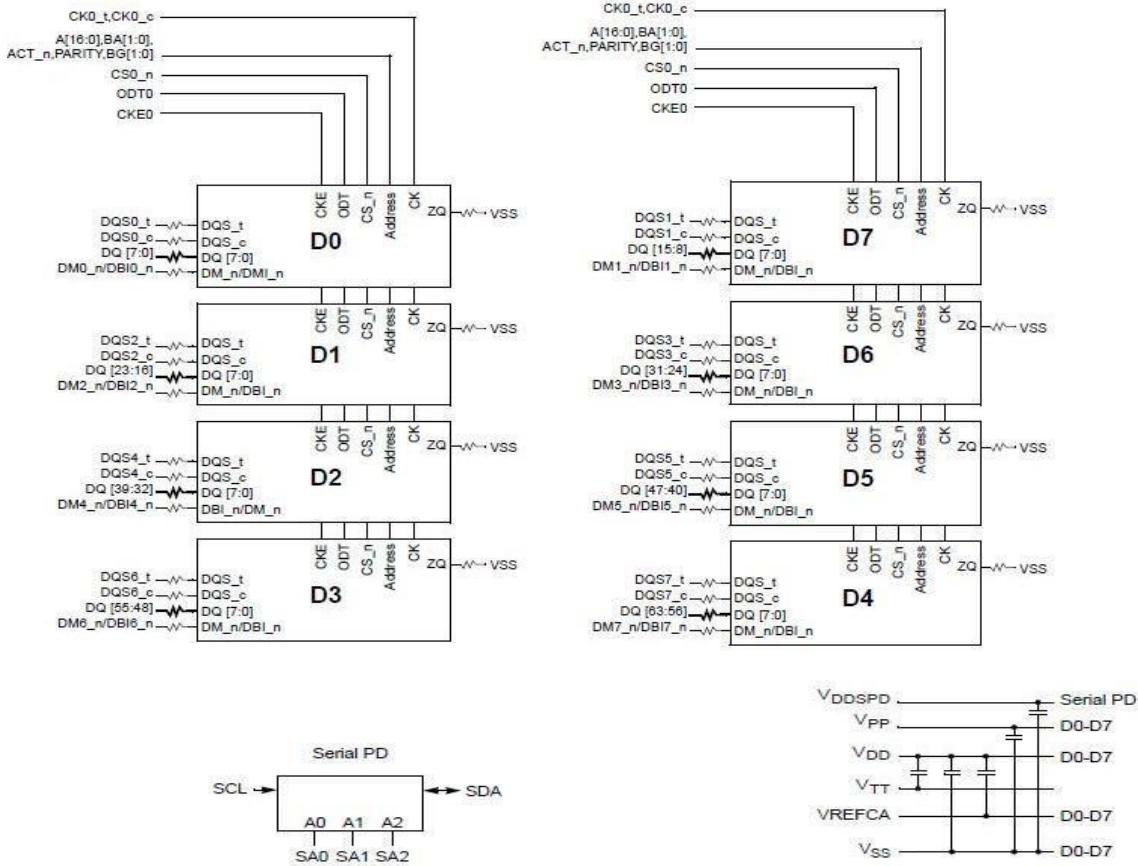 CK0_t,CK0_c
A[16:0],BA[1:0],
ACT_n,PARITY,BG[1:0]
CS0_n
ODT0
CKE0
CKE
ODT
CS_n
Address
CK
ZQ
VSS
DQS0_t
DQS0_c
DQ [7:0]
DM0_n/DBI0_n
DQS_t
DQS_c
DQ [7:0]
DM_n/DMI_n
D0
CKE
ODT
CS_n
Address
CK
ZQ
VSS
DQS2_t
DQS2_c
DQ [23:16]
DM2_n/DBI2_n
DQS_t
DQS_c
DQ [7:0]
DM_n/DBI_n
D1
CKE
ODT
CS_n
Address
CK
ZQ
VSS
DQS4_t
DQS4_c
DQ [39:32]
DM4_n/DBI4_n
DQS_t
DQS_c
DQ [7:0]
DBI_n/DM_n
D2
CKE
ODT
CS_n
Address
CK
ZQ
VSS
DQS6_t
DQS6_c
DQ [55:48]
DM6_n/DBI6_n
DQS_t
DQS_c
DQ [7:0]
DM_n/DBI_n
D3
CK0_t,CK0_c
A[16:0],BA[1:0],
ACT_n,PARITY,BG[1:0]
CS0_n
ODT0
CKE0
CKE
ODT
CS_n
Address
CK
ZQ
VSS
DQS1_t
DQS1_c
DQ [15:8]
DM1_n/DBI1_n
DQS_t
DQS_c
DQ [7:0]
DM_n/DBI_n
D7
CKE
ODT
CS_n
Address
CK
ZQ
VSS
DQS3_t
DQS3_c
DQ [31:24]
DM3_n/DBI3_n
DQS_t
DQS_c
DQ [7:0]
DM_n/DBI_n
D6
CKE
ODT
CS_n
Address
CK
ZQ
VSS
DQS5_t
DQS5_c
DQ [47:40]
DM5_n/DBI5_n
DQS_t
DQS_c
DQ [7:0]
DM_n/DBI_n
D5
CKE
ODT
CS_n
Address
CK
ZQ
VSS
DQS7_t
DQS7_c
DQ [63:56]
DM7_n/DBI7_n
DQS_t
DQS_c
DQ [7:0]
DM_n/DBI_n
D4
Serial PD
SCL
SDA
A0 A1 A2
SA0 SA1 SA2
VDDSPD Serial PD
VPP D0-D7
VDD D0-D7
VTT
VREFCA D0-D7
VSS D0-D7